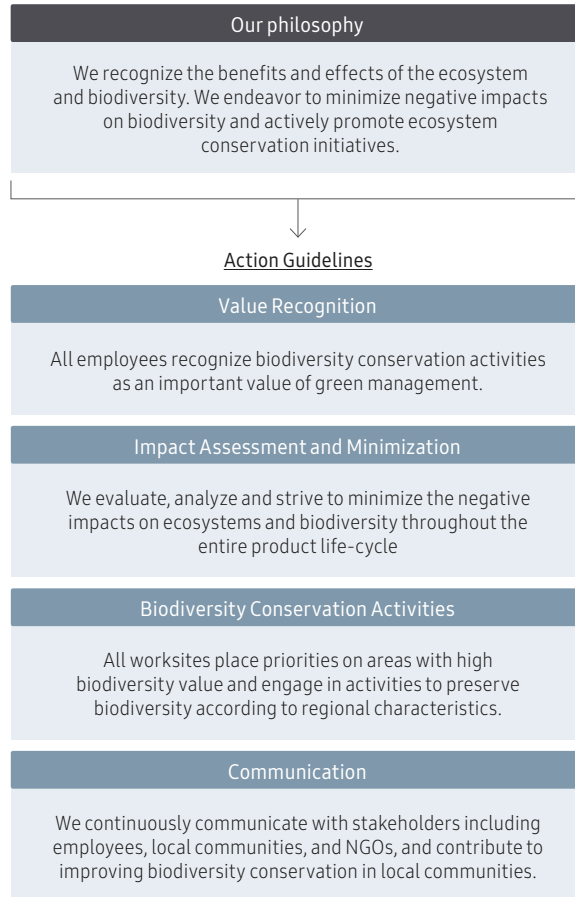 Our philosophy
We recognize the benefits and effects of the ecosystem
and biodiversity. We endeavor to minimize negative impacts
on biodiversity and actively promote ecosystem
conservation initiatives.
Action Guidelines
Value Recognition
All employees recognize biodiversity conservation activities
as an important value of green management.
Impact Assessment and Minimization
We evaluate, analyze and strive to minimize the negative
impacts on ecosystems and biodiversity throughout the
entire product life-cycle
Biodiversity Conservation Activities
All worksites place priorities on areas with high
biodiversity value and engage in activities to preserve
biodiversity according to regional characteristics.
Communication
We continuously communicate with stakeholders including
employees, local communities, and NGOs, and contribute to
improving biodiversity conservation in local communities.